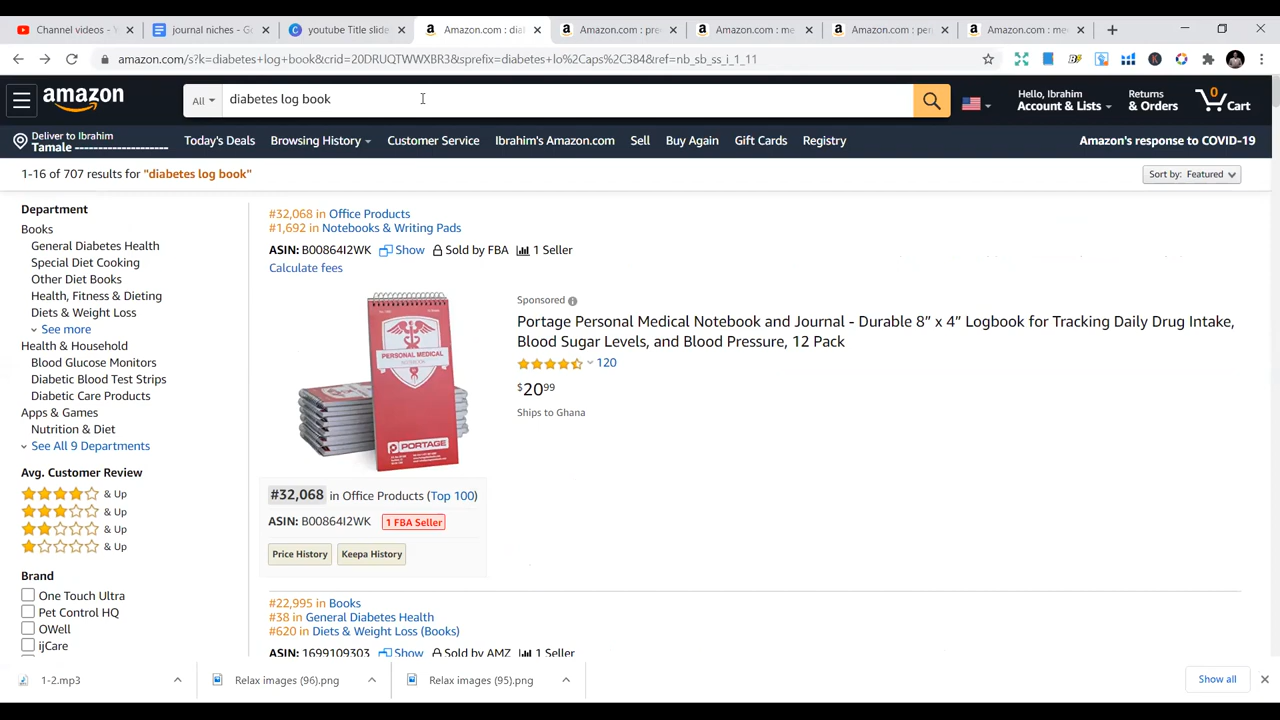 Channel videos - Y
journal niches - G
youtube Title slide
Amazon.com : dia
Amazon.com : pre
Amazon.com : me
Amazon.com : per
Amazon.com : me
amazon.com/s?k=diabetes+log+book&crid=20DRUOTWWYBR3&sprefix=diabetes+lo%2Caps%2C384&ref=nb_sb_ss_i_1_11
amazon
All
diabetes log book
Hello, Ibrahim
Account & Lists
Returns
& Orders
0
Cart
Deliver to Ibrahim
Tamale --------------------
Today's Deals
Browsing History
Customer Service
Ibrahim's Amazon.com
Sell
Buy Again
Gift Cards
Registry
Amazon's response to COVID-19
1-16 of 707 results for "diabetes log book"
Sort by: Featured
Department
Books
General Diabetes Health
Special Diet Cooking
Other Diet Books
Health, Fitness & Dieting
Diets & Weight Loss
See more
Health & Household
Blood Glucose Monitors
Diabetic Blood Test Strips
Diabetic Care Products
Apps & Games
Nutrition & Diet
See All 9 Departments
Avg. Customer Review
& Up
& Up
& Up
& Up
Brand
One Touch Ultra
Pet Control HQ
OWell
ijCare
#32,068 in Office Products
#1,692 in Notebooks & Writing Pads
ASIN: B00864I2WK Show Sold by FBA 1 Seller
Calculate fees
PERSONAL MEDICAL
PORTAGE
Sponsored
Portage Personal Medical Notebook and Journal - Durable 8” x 4” Logbook for Tracking Daily Drug Intake,
Blood Sugar Levels, and Blood Pressure, 12 Pack
120
$2099
Ships to Ghana
#32,068 in Office Products (Top 100)
ASIN: B00864I2WK 1 FBA Seller
Price History
Keepa History
#22,995 in Books
#38 in General Diabetes Health
#620 in Diets & Weight Loss (Books)
ASIN: 1699109303 Show Sold by AMZ 1 Seller
1-2.mp3
Relax images (96).png
Relax images (95).png
Show all